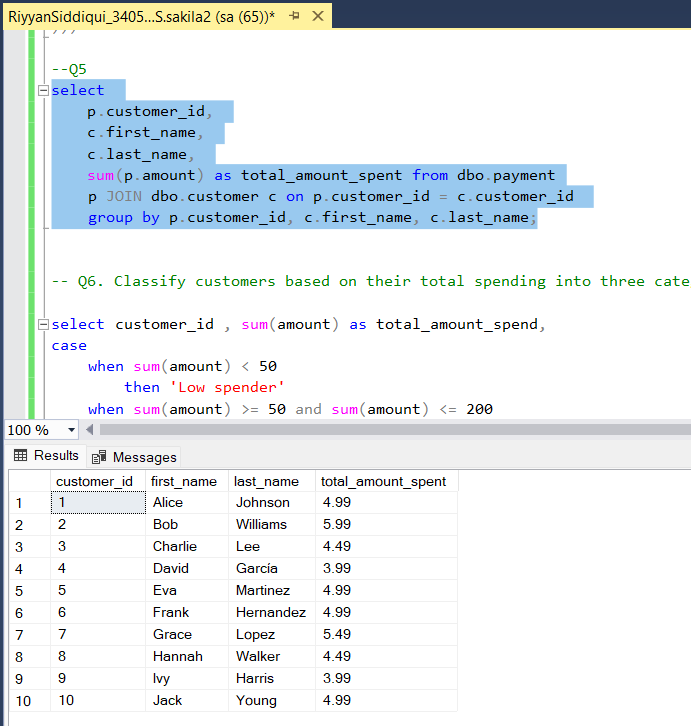 RiyyanSiddiqui_3405...S.sakila2 (sa (65))*
--Q5
select
p.customer_id,
c.first_name,
c.last_name,
sum(p.amount) as total_amount_spent from dbo.payment
p JOIN dbo.customer c on p.customer_id = c.customer_id
group by p.customer_id, c.first_name, c.last_name;
-- Q6. Classify customers based on their total spending into three cate
select customer_id , sum(amount) as total_amount_spend,
case
when sum(amount) < 50
then 'Low spender'
when sum(amount) >= 50 and sum(amount) <= 200
100 %
Results Messages
customer_id first_name last_name total_amount_spent
1 1 Alice Johnson 4.99
2 2 Bob Williams 5.99
3 3 Charlie Lee 4.49
4 4 David García 3.99
5 5 Eva Martinez 4.99
6 6 Frank Hernandez 4.99
7 7 Grace Lopez 5.49
8 8 Hannah Walker 4.49
9 9 Ivy Harris 3.99
10 10 Jack Young 4.99